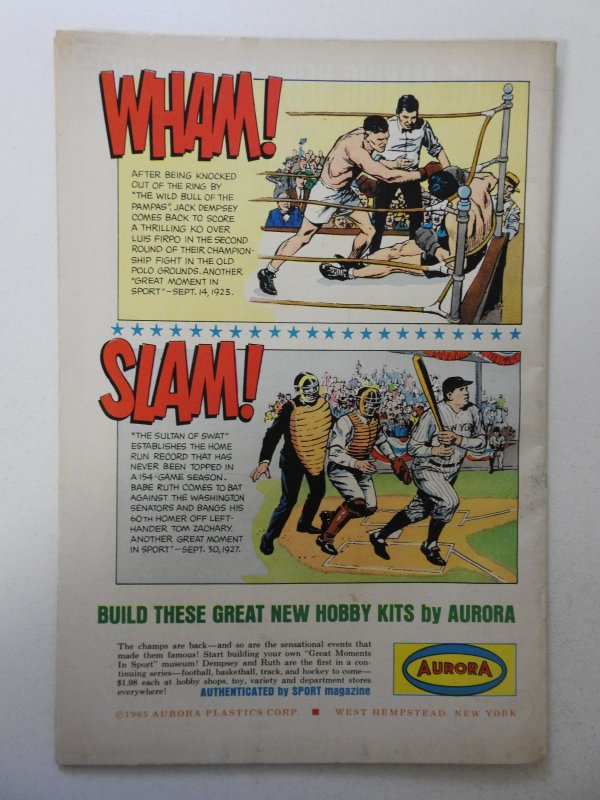 WHAM!
AFTER BEING KNOCKED
OUT OF THE RING BY
"THE WILD BULL OF THE
PAMPAS", JACK DEMPSEY
COMES BACK TO SCORE
A THRILLING KO OVER
LUIS FIRPO IN THE SECOND
ROUND OF THEIR CHAMPION-
SHIP FIGHT IN THE OLD
POLO GROUNDS. ANOTHER
"GREAT MOMENT IN
SPORT"—SEPT. 14, 1923.
SLAM!
"THE SULTAN OF SWAT"
ESTABLISHES THE HOME
RUN RECORD THAT HAS
NEVER BEEN TOPPED IN
A 154-GAME SEASON.
BABE RUTH COMES TO BAT
AGAINST THE WASHINGTON
SENATORS AND BANGS HIS
60TH HOMER OFF LEFT-
HANDER TOM ZACHARY.
ANOTHER "GREAT MOMENT
IN SPORT"—SEPT. 30, 1927.
NEW YORK
BUILD THESE GREAT NEW HOBBY KITS by AURORA
The champs are back—and so are the sensational events that
made them famous! Start building your own "Great Moments
In Sport" museum! Dempsey and Ruth are the first in a con-
tinuing series—football, basketball, track, and hockey to come—
$1.98 each at hobby shops, toy, variety and department stores
everywhere! AUTHENTICATED by SPORT magazine
AURORA
©1965 AURORA PLASTICS CORP. ■ WEST HEMPSTEAD, NEW YORK